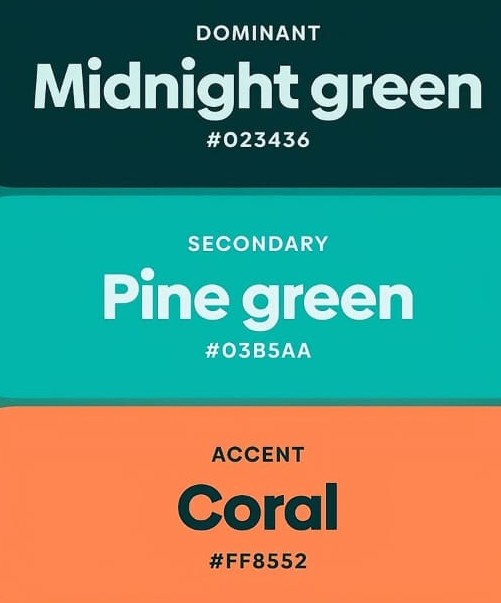 DOMINANT
Midnight green
#023436
SECONDARY
Pine green
#03B5AA
ACCENT
Coral
#FF8552